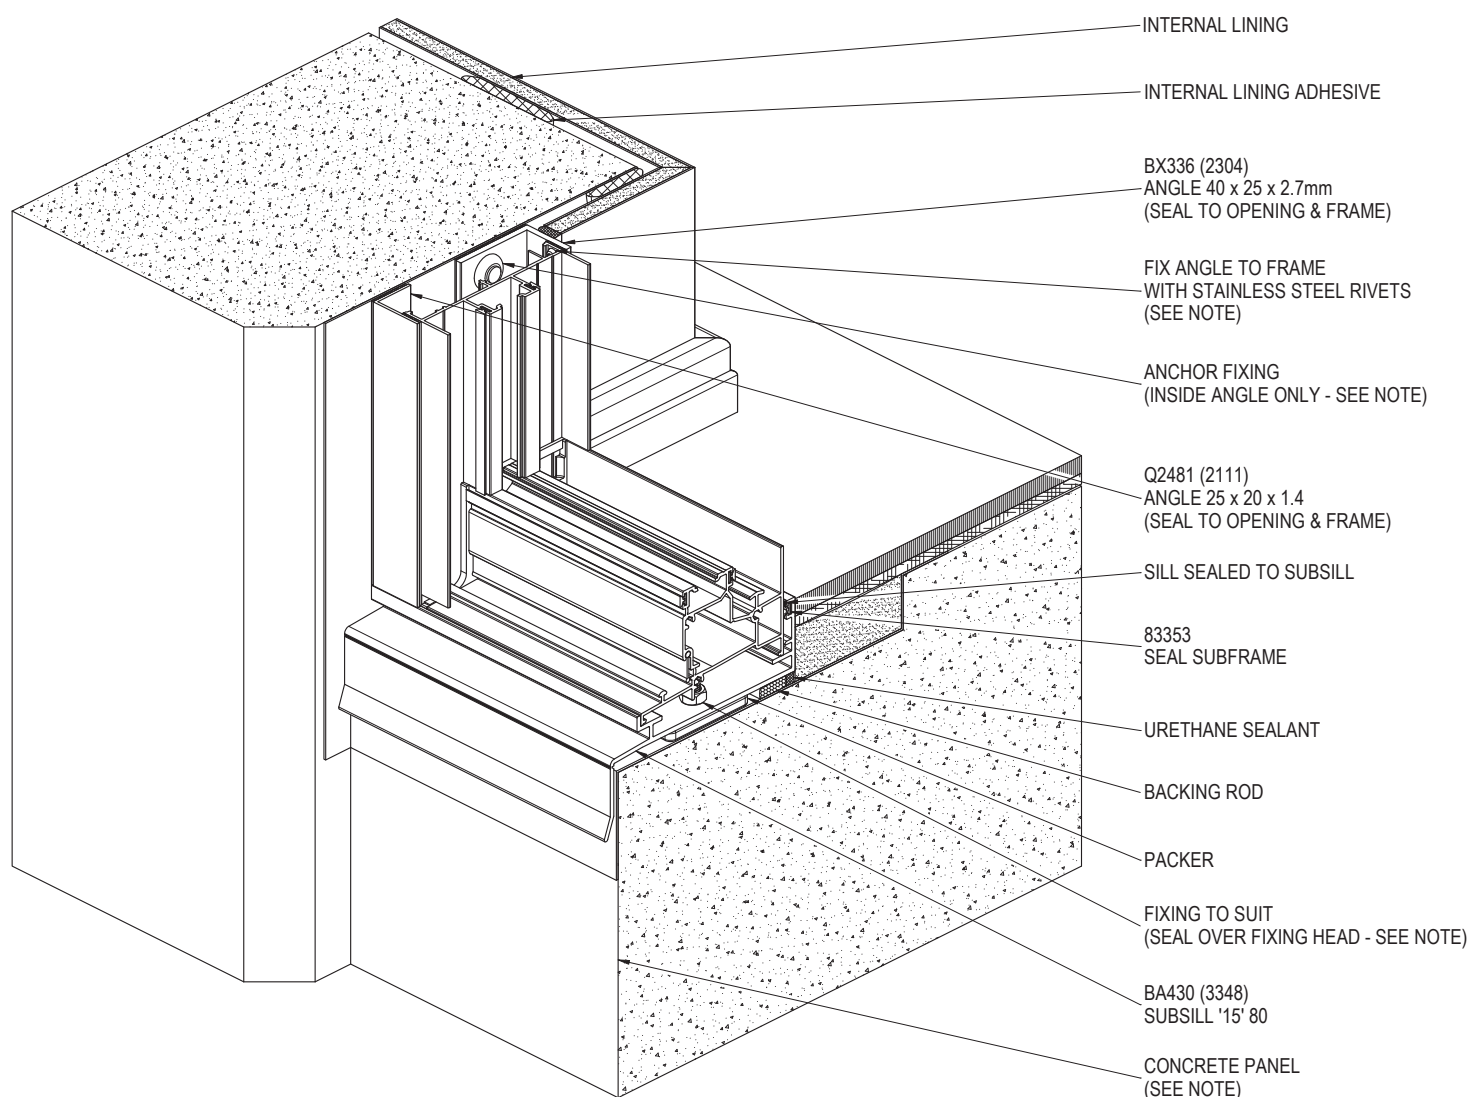 INTERNAL LINING
INTERNAL LINING ADHESIVE
BX336 (2304)
ANGLE 40 x 25 x 2.7mm
(SEAL TO OPENING & FRAME)
FIX ANGLE TO FRAME
WITH STAINLESS STEEL RIVETS
(SEE NOTE)
ANCHOR FIXING
(INSIDE ANGLE ONLY - SEE NOTE)
Q2481 (2111)
ANGLE 25 x 20 x 1.4
(SEAL TO OPENING & FRAME)
SILL SEALED TO SUBSILL
83353
SEAL SUBFRAME
URETHANE SEALANT
BACKING ROD
PACKER
FIXING TO SUIT
(SEAL OVER FIXING HEAD - SEE NOTE)
BA430 (3348)
SUBSILL '15' 80
CONCRETE PANEL
(SEE NOTE)